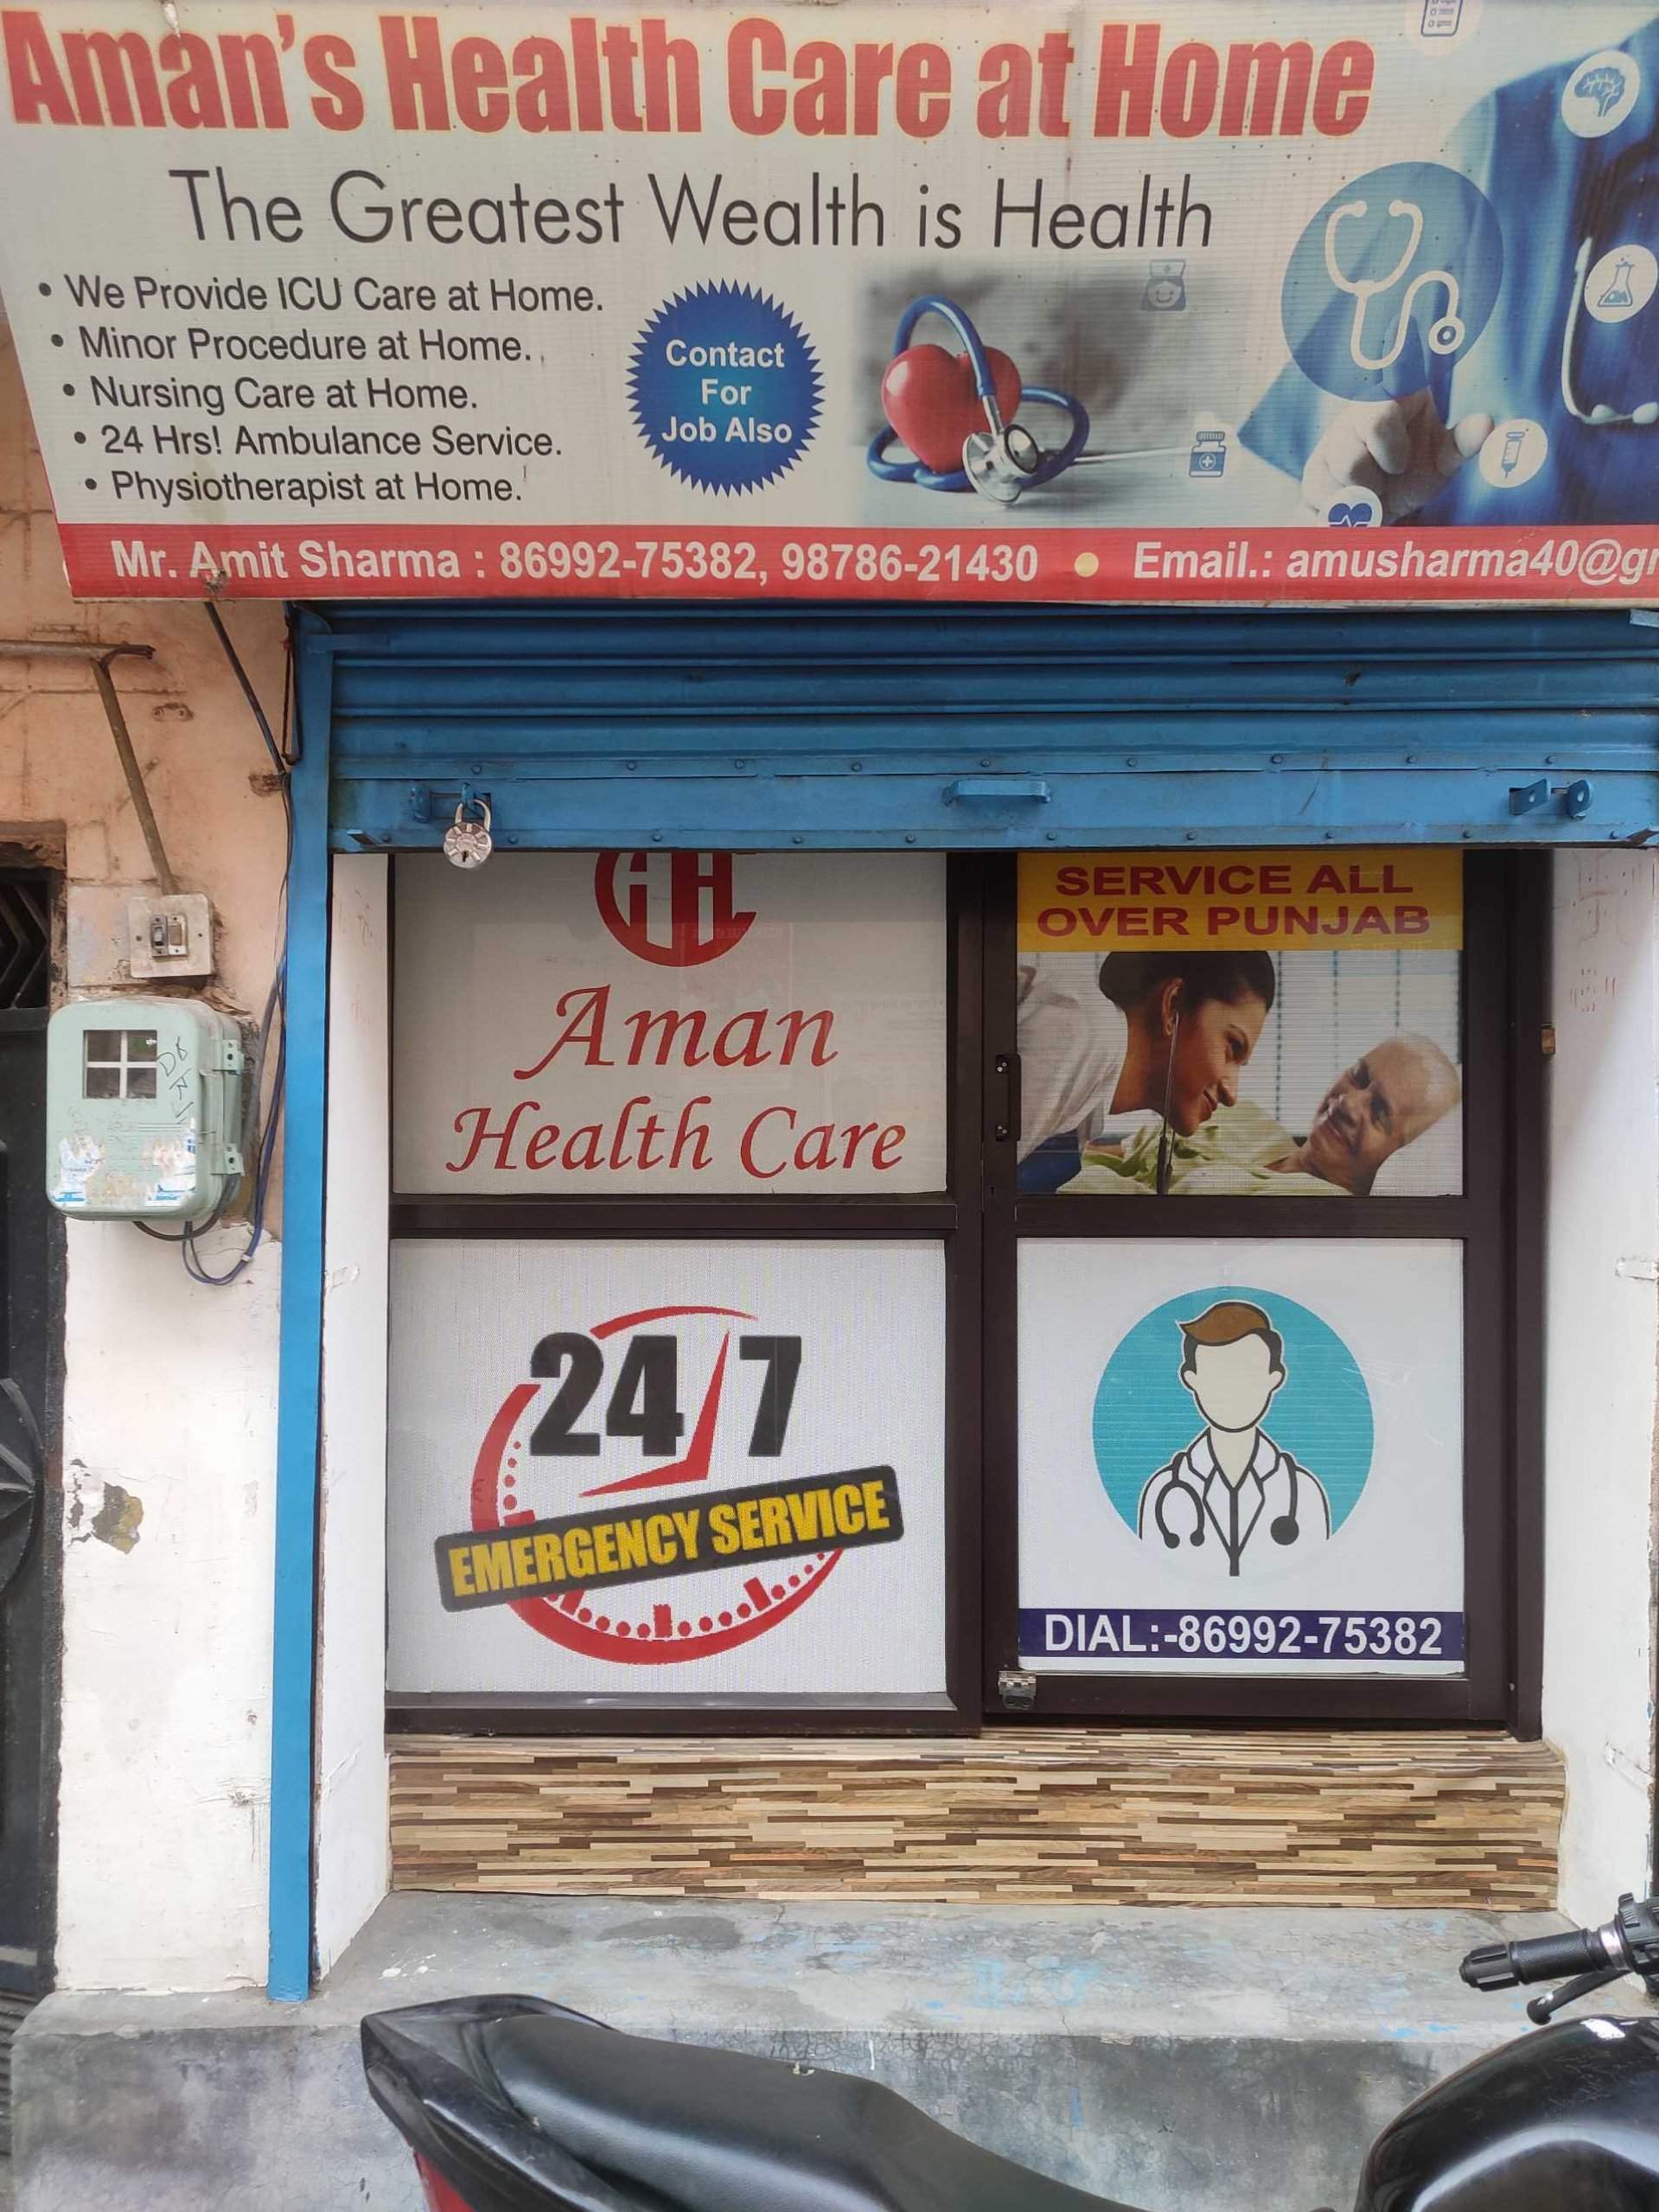 Aman's Health Care at Home
The Greatest Wealth is Health
• We Provide ICU Care at Home.
• Minor Procedure at Home.
• Nursing Care at Home.
• 24 Hrs! Ambulance Service.
• Physiotherapist at Home.
Contact
For
Job Also
Mr. Amit Sharma : 86992-75382, 98786-21430 • Email.: amusharma40@gm
Aman
Health Care
SERVICE ALL
OVER PUNJAB
24/7
EMERGENCY SERVICE
DIAL:-86992-75382